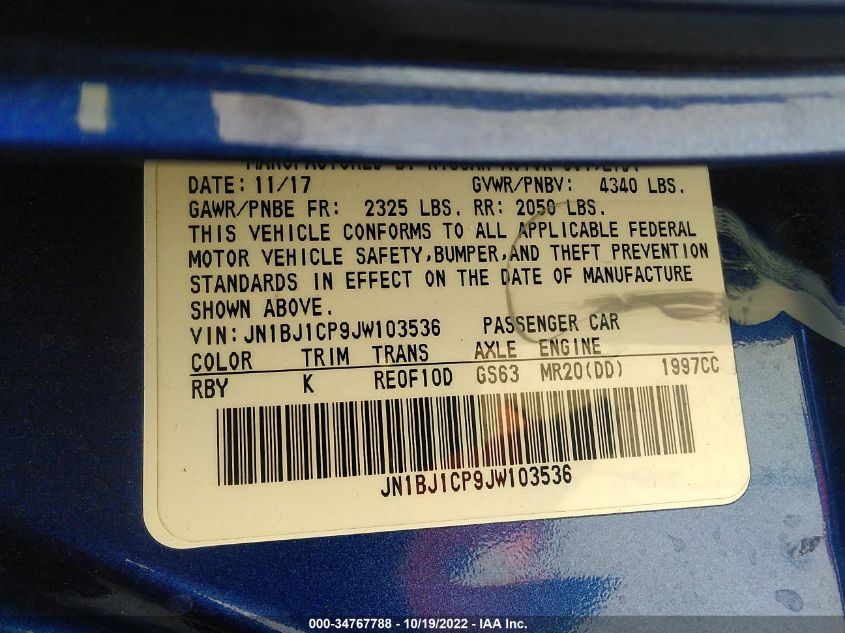 DATE: 11/17 GVWR/PNBV: 4340 LBS.
GAWR/PNBE FR: 2325 LBS. RR: 2050 LBS.
THIS VEHICLE CONFORMS TO ALL APPLICABLE FEDERAL
MOTOR VEHICLE SAFETY,BUMPER,AND THEFT PREVENTION
STANDARDS IN EFFECT ON THE DATE OF MANUFACTURE
SHOWN ABOVE.
VIN:JN1BJ1CP9JW103536 PASSENGER CAR
COLOR TRIM TRANS AXLE ENGINE
RBY K RE0F10D GS63 MR20(DD) 1997CC
JN1BJ1CP9JW103536
000-34767788 - 10/19/2022 - IAA Inc.